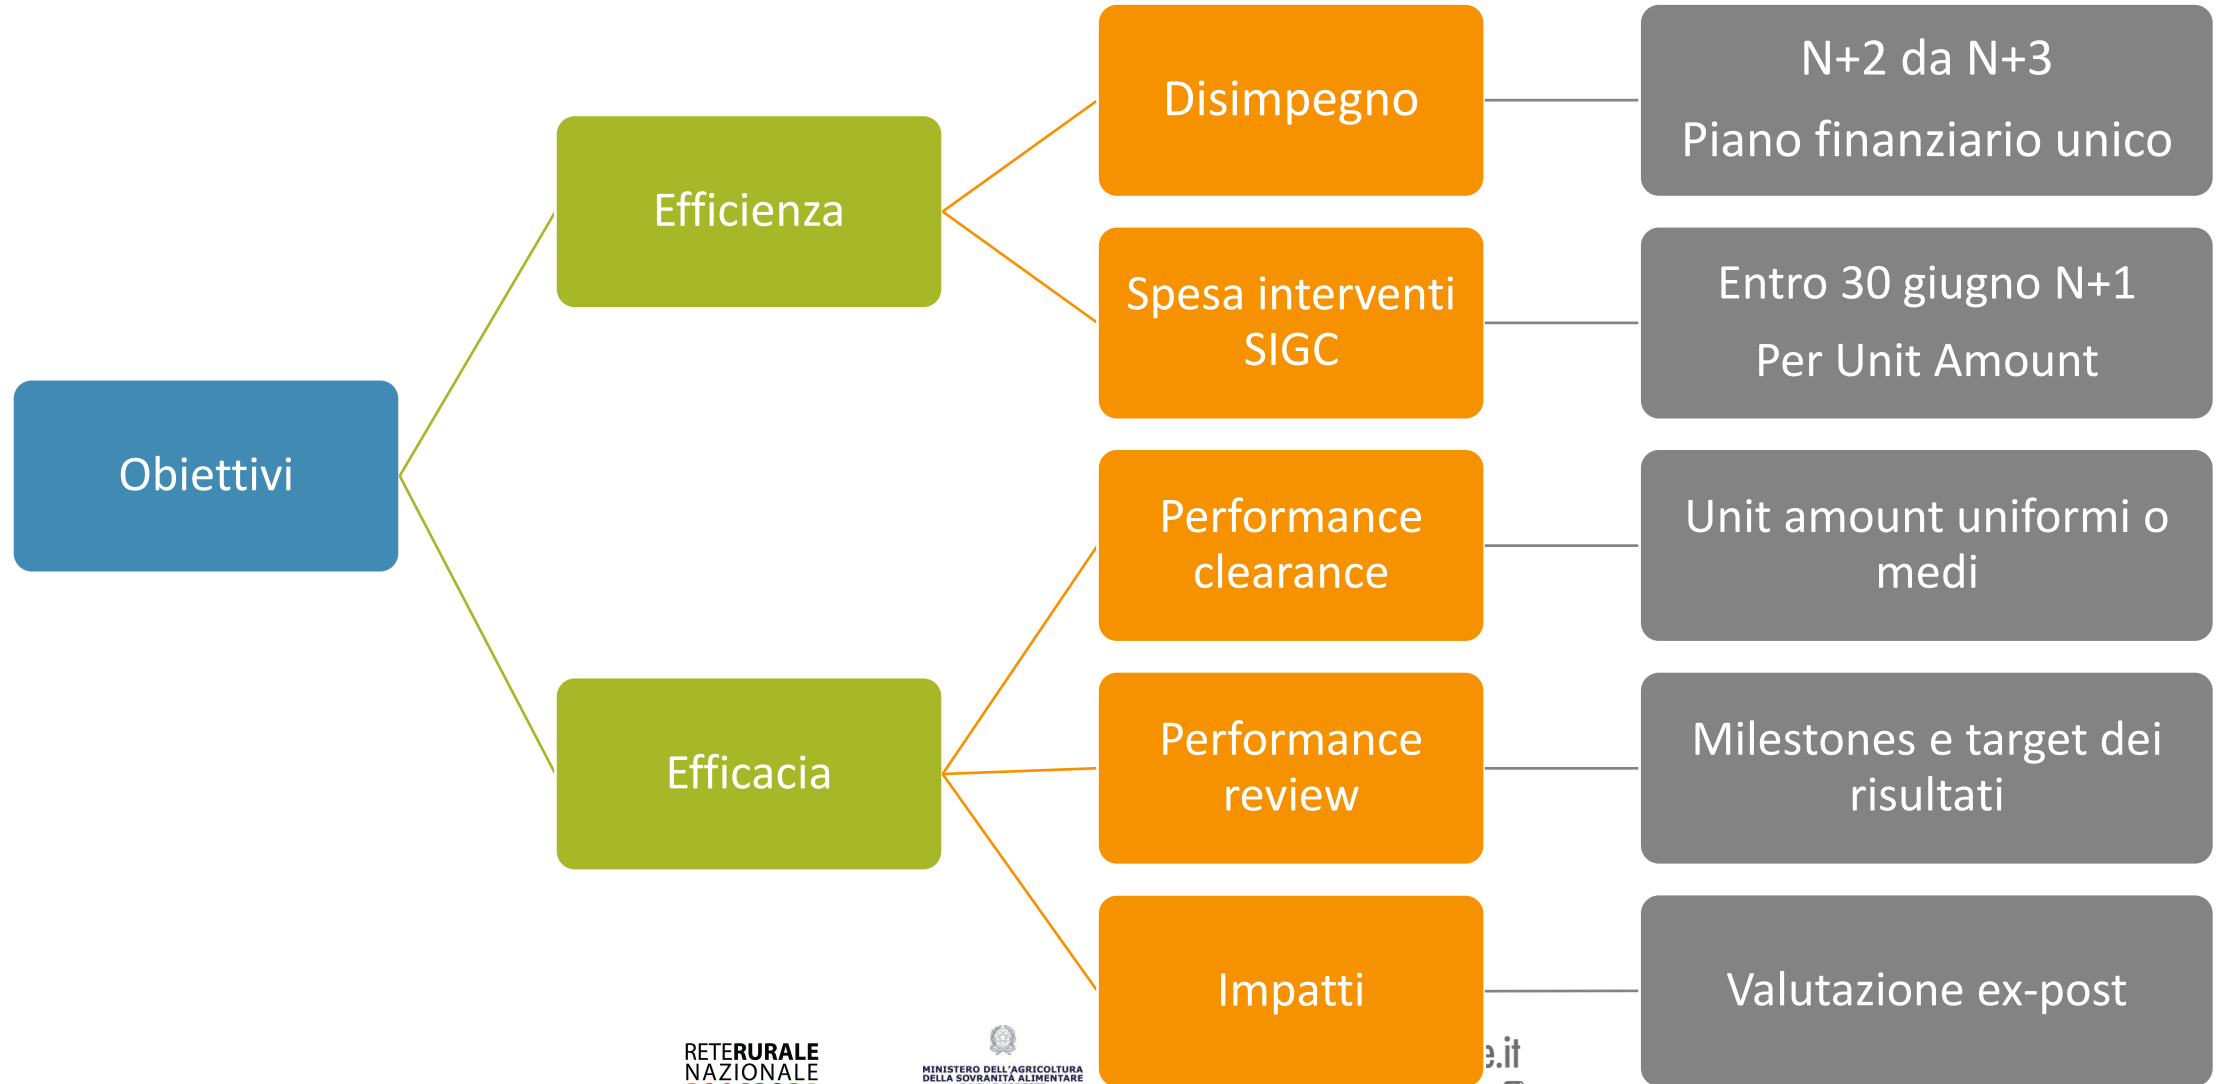 Obiettivi
Efficienza
Disimpegno
N+2 da N+3
Piano finanziario unico
Spesa interventi
SIGC
Entro 30 giugno N+1
Per Unit Amount
Efficacia
Performance
clearance
Unit amount uniformi o
medi
Performance
review
Milestones e target dei
risultati
Impatti
Valutazione ex-post
RETERURALE
NAZIONALE
MINISTERO DELL'AGRICOLTURA
DELLA SOVRANITÀ ALIMENTARE
e.it